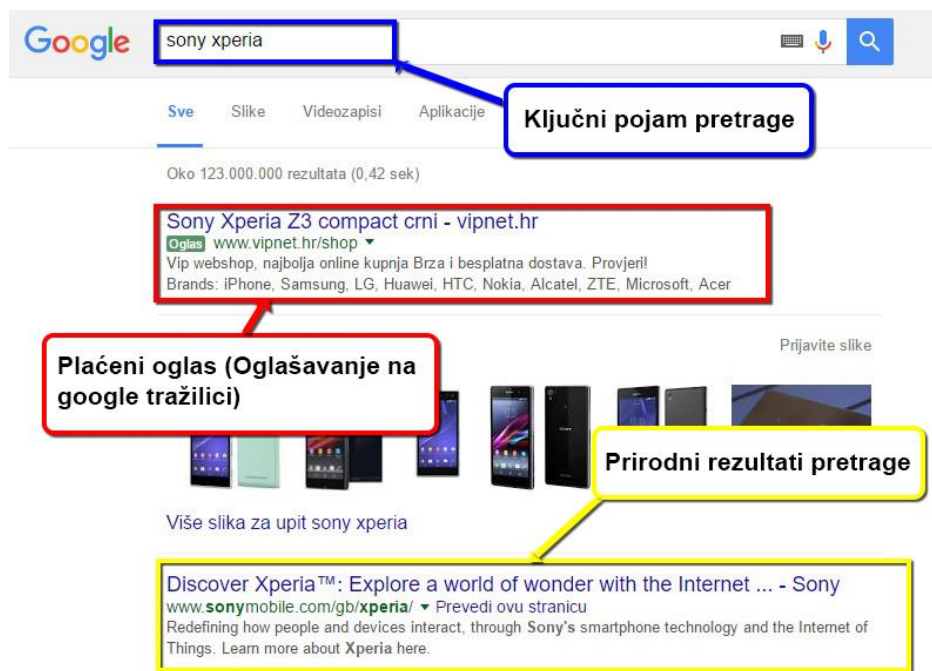 Google
sony xperia
Sve Slike Videozapisi Aplikacije
Ključni pojam pretrage
Oko 123.000.000 rezultata (0,42 sek)
Sony Xperia Z3 compact crni - vipnet.hr
Oglas www.vipnet.hr/shop
Vip webshop, najbolja online kupnja Brza i besplatna dostava. Provjeri!
Brands: iPhone, Samsung, LG, Huawei, HTC, Nokia, Alcatel, ZTE, Microsoft, Acer
Prijavite slike
Plaćeni oglas (Oglašavanje na
google tražilici)
Prirodni rezultati pretrage
Više slika za upit sony xperia
Discover Xperia™: Explore a world of wonder with the Internet ... - Sony
www.sonymobile.com/gb/xperia/ Prevedi ovu stranicu
Redefining how people and devices interact, through Sony's smartphone technology and the Internet of
Things. Learn more about Xperia here.